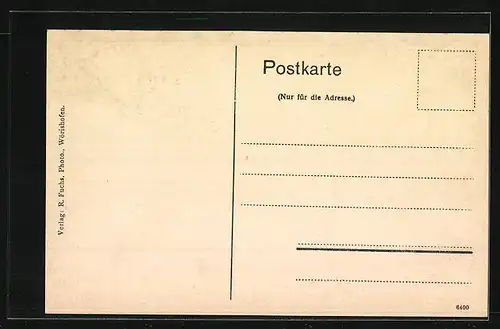 Postkarte
(Nur für die Adresse.)
Verlag: R. Fuchs, Photo., Wörishofen.
6400